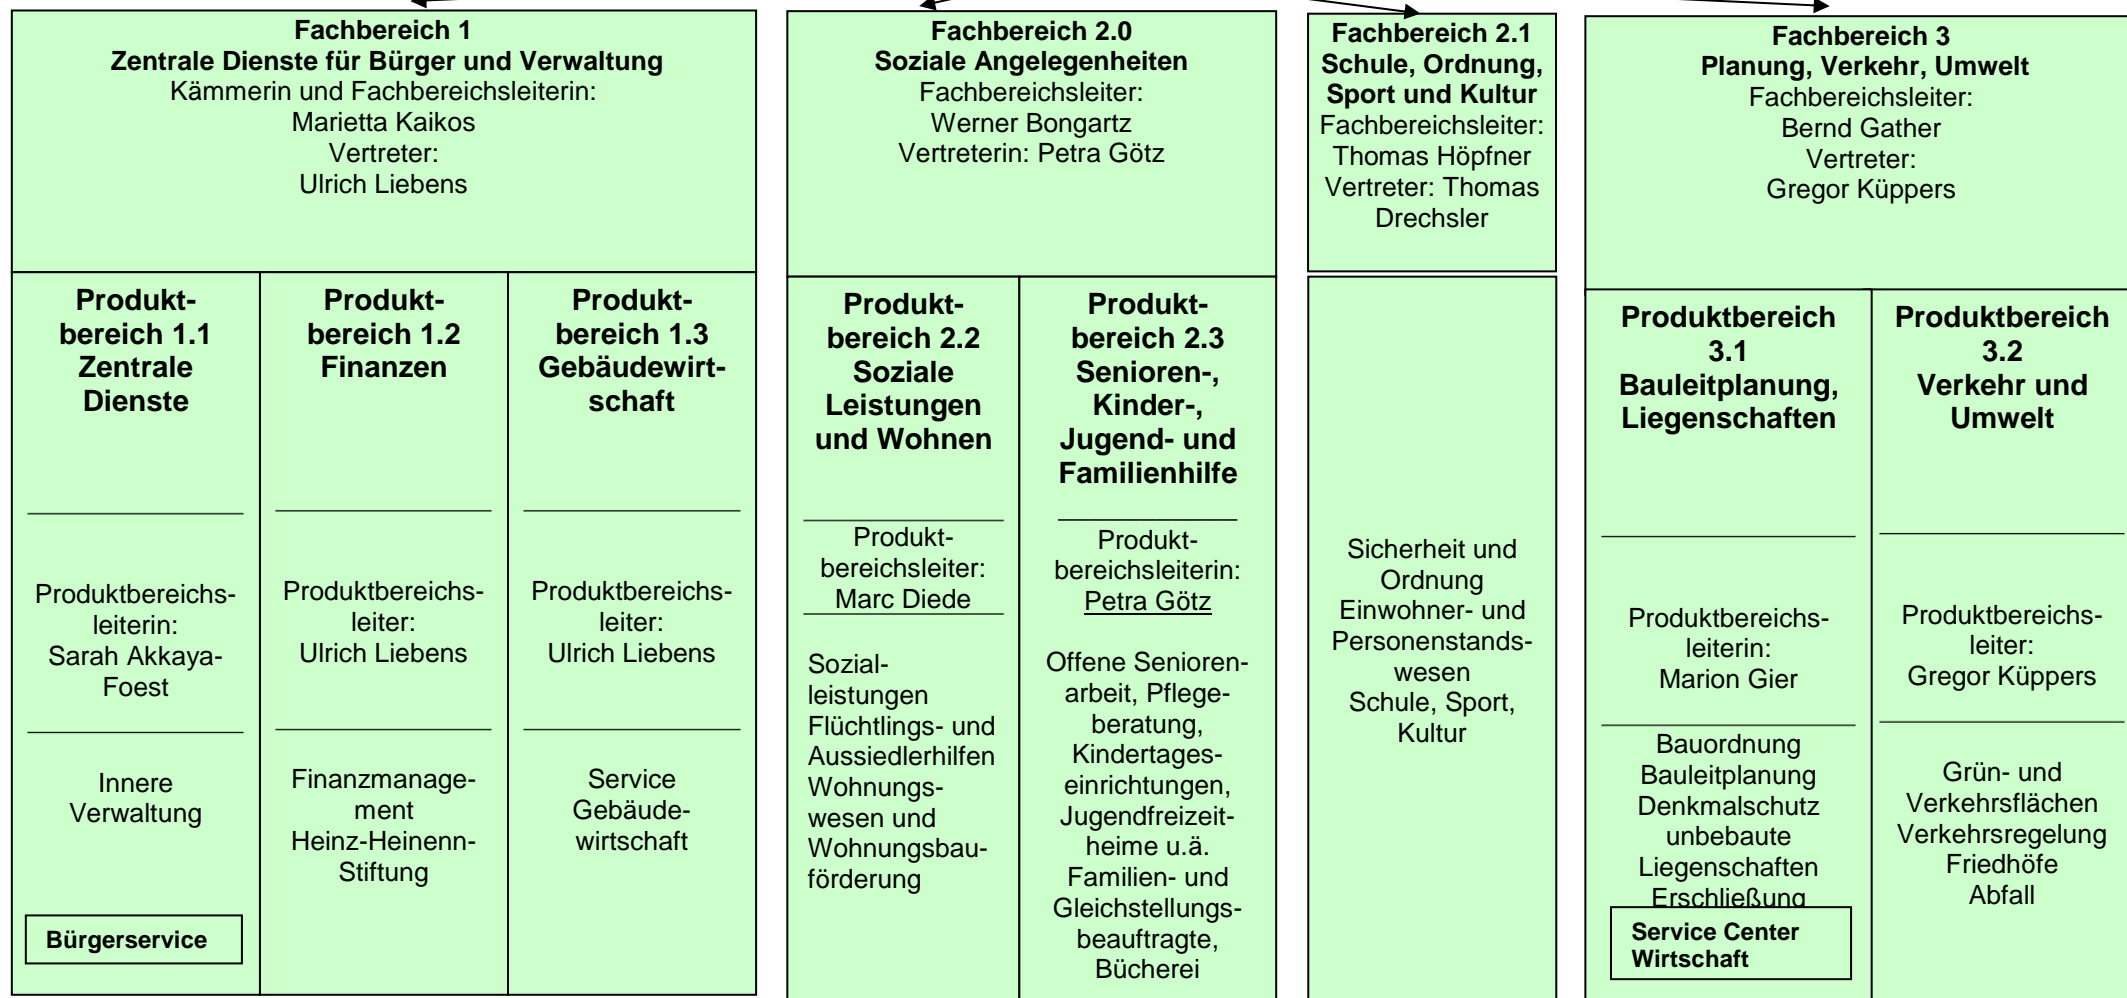 Fachbereich 1
Zentrale Dienste für Bürger und Verwaltung
Kämmerin und Fachbereichsleiterin:
Marietta Kaikos
Vertreter:
Ulrich Liebens
Produkt-
bereich 1.1
Zentrale
Dienste
Produktbereichs-
leiterin:
Sarah Akkaya-
Foest
Innere
Verwaltung
Bürgerservice
Produkt-
bereich 1.2
Finanzen
Produktbereichs-
leiter:
Ulrich Liebens
Finanzmanage-
ment
Heinz-Heinenn-
Stiftung
Produkt-
bereich 1.3
Gebäudewirt-
schaft
Produktbereichs-
leiter:
Ulrich Liebens
Service
Gebäude-
wirtschaft
Fachbereich 2.0
Soziale Angelegenheiten
Fachbereichsleiter:
Werner Bongartz
Vertreterin: Petra Götz
Produkt-
bereich 2.2
Soziale
Leistungen
und Wohnen
Produkt-
bereichsleiter:
Marc Diede
Sozial-
leistungen
Flüchtlings- und
Aussiedlerhilfen
Wohnungs-
wesen und
Wohnungsbau-
förderung
Produkt-
bereich 2.3
Senioren-,
Kinder-,
Jugend- und
Familienhilfe
Produkt-
bereichsleiterin:
Petra Götz
Offene Senioren-
arbeit, Pflege-
beratung,
Kindertages-
einrichtungen,
Jugendfreizeit-
heime u.ä.
Familien- und
Gleichstellungs-
beauftragte,
Bücherei
Fachbereich 2.1
Schule, Ordnung,
Sport und Kultur
Fachbereichsleiter:
Thomas Höpfner
Vertreter: Thomas
Drechsler
Sicherheit und
Ordnung
Einwohner- und
Personenstands-
wesen
Schule, Sport,
Kultur
Fachbereich 3
Planung, Verkehr, Umwelt
Fachbereichsleiter:
Bernd Gather
Vertreter:
Gregor Küppers
Produktbereich
3.1
Bauleitplanung,
Liegenschaften
Produktbereichs-
leiterin:
Marion Gier
Bauordnung
Bauleitplanung
Denkmalschutz
unbebaute
Liegenschaften
Erschließung
Service Center
Wirtschaft
Produktbereich
3.2
Verkehr und
Umwelt
Produktbereichs-
leiter:
Gregor Küppers
Grün- und
Verkehrsflächen
Verkehrsregelung
Friedhöfe
Abfall